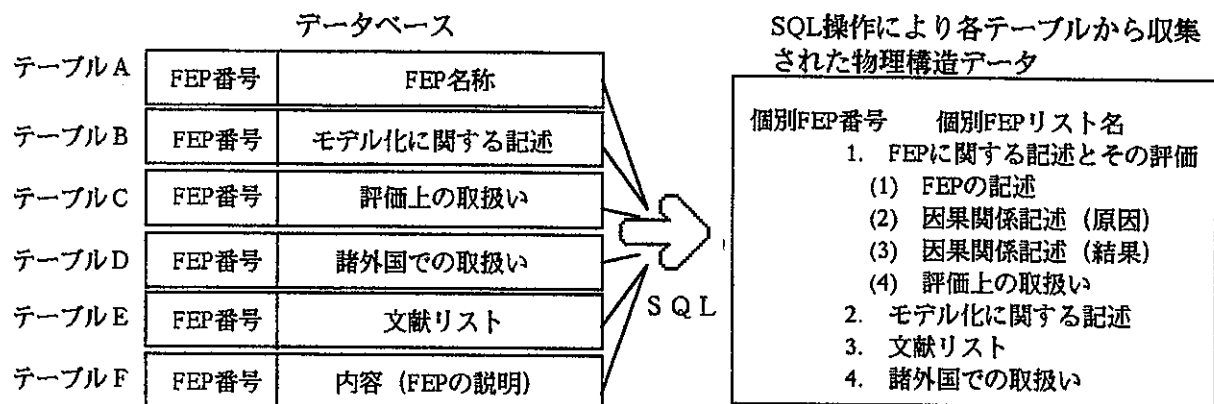 データベース
テーブルA FEP番号 FEP名称
テーブルB FEP番号 モデル化に関する記述
テーブルC FEP番号 評価上の取扱い
テーブルD FEP番号 諸外国での取扱い
テーブルE FEP番号 文献リスト
テーブルF FEP番号 内容（FEPの説明）
SQL
SQL操作により各テーブルから収集
された物理構造データ
個別FEP番号 個別FEPリスト名
1. FEPに関する記述とその評価
(1) FEPの記述
(2) 因果関係記述（原因）
(3) 因果関係記述（結果）
(4) 評価上の取扱い
2. モデル化に関する記述
3. 文献リスト
4. 諸外国での取扱い